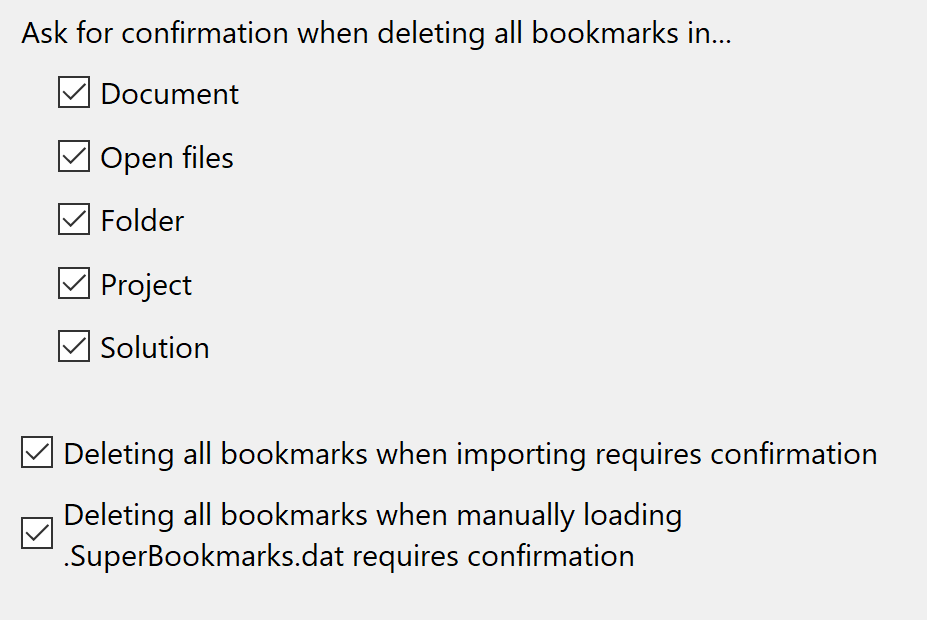 Ask for confirmation when deleting all bookmarks in...
Document
Open files
Folder
Project
Solution
Deleting all bookmarks when importing requires confirmation
Deleting all bookmarks when manually loading
.SuperBookmarks.dat requires confirmation